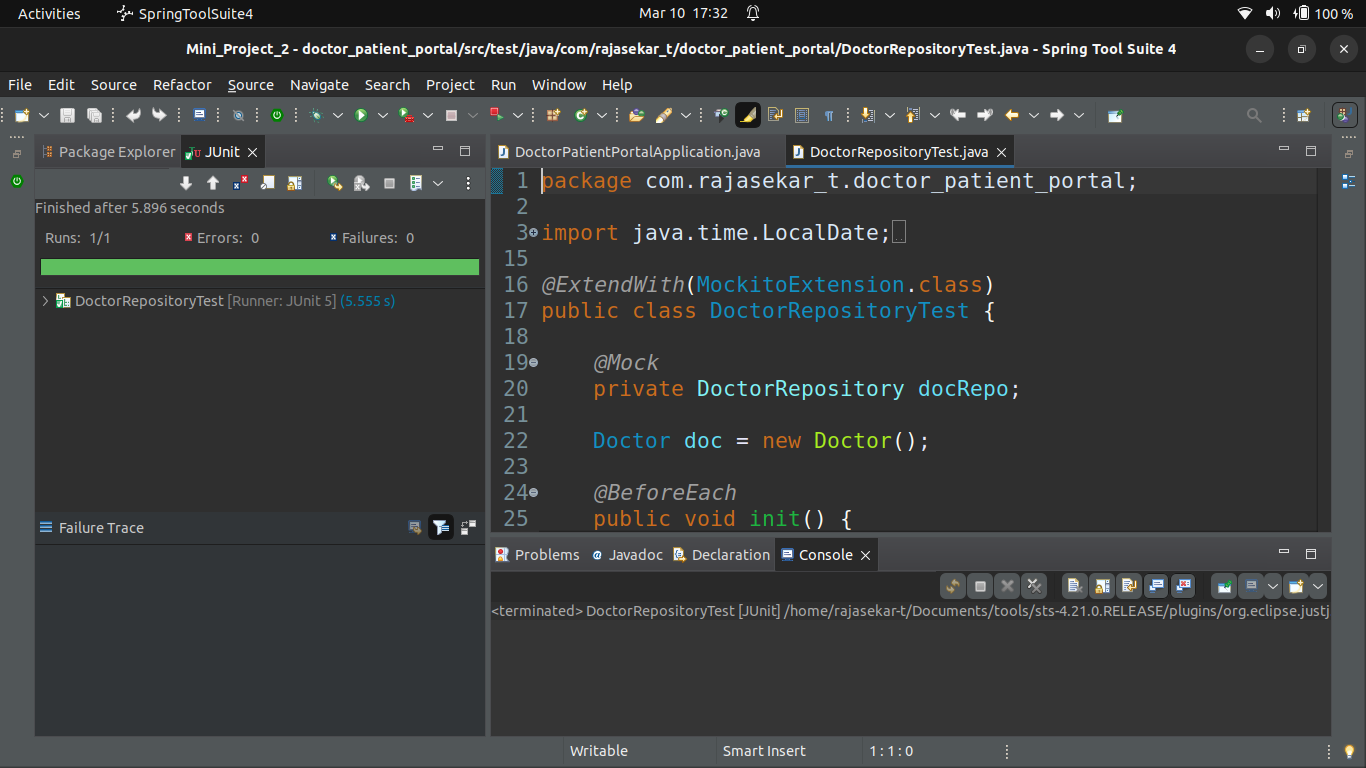 Activities SpringToolSuite4 Mar 10 17:32 100 %
Mini_Project_2 - doctor_patient_portal/src/test/java/com/rajasekar_t/doctor_patient_portal/DoctorRepositoryTest.java - Spring Tool Suite 4
File Edit Source Refactor Source Navigate Search Project Run Window Help
Package Explorer JUnit
Finished after 5.896 seconds
Runs: 1/1 Errors: 0 Failures: 0
DoctorRepositoryTest [Runner: JUnit 5] (5.555 s)
Failure Trace
DoctorPatientPortalApplication.java DoctorRepositoryTest.java
1 package com.rajasekar_t.doctor_patient_portal;
2
3 import java.time.LocalDate;
15
16 @ExtendWith(MockitoExtension.class)
17 public class DoctorRepositoryTest {
18
19 @Mock
20 private DoctorRepository docRepo;
21
22 Doctor doc = new Doctor();
23
24 @BeforeEach
25 public void init() {
Problems Javadoc Declaration Console
<terminated> DoctorRepositoryTest [JUnit] /home/rajasekar-t/Documents/tools/sts-4.21.0.RELEASE/plugins/org.eclipse.justj
Writable Smart Insert 1 : 1 : 0